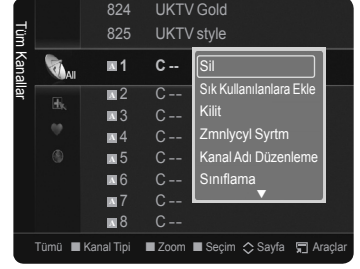 Tüm Kanallar
824 UKTV Gold
825 UKTV style
All A 1 C -- Sil
A 2 C -- Sık Kullanılanlara Ekle
A 3 C -- Kilit
A 4 C -- Zmnlycyl Syrtm
A 5 C -- Kanal Adı Düzenleme
A 6 C -- Sınıflama
A 7 C --
A 8 C --
Tümü Kanal Tipi Zoom Seçim Sayfa Araçlar